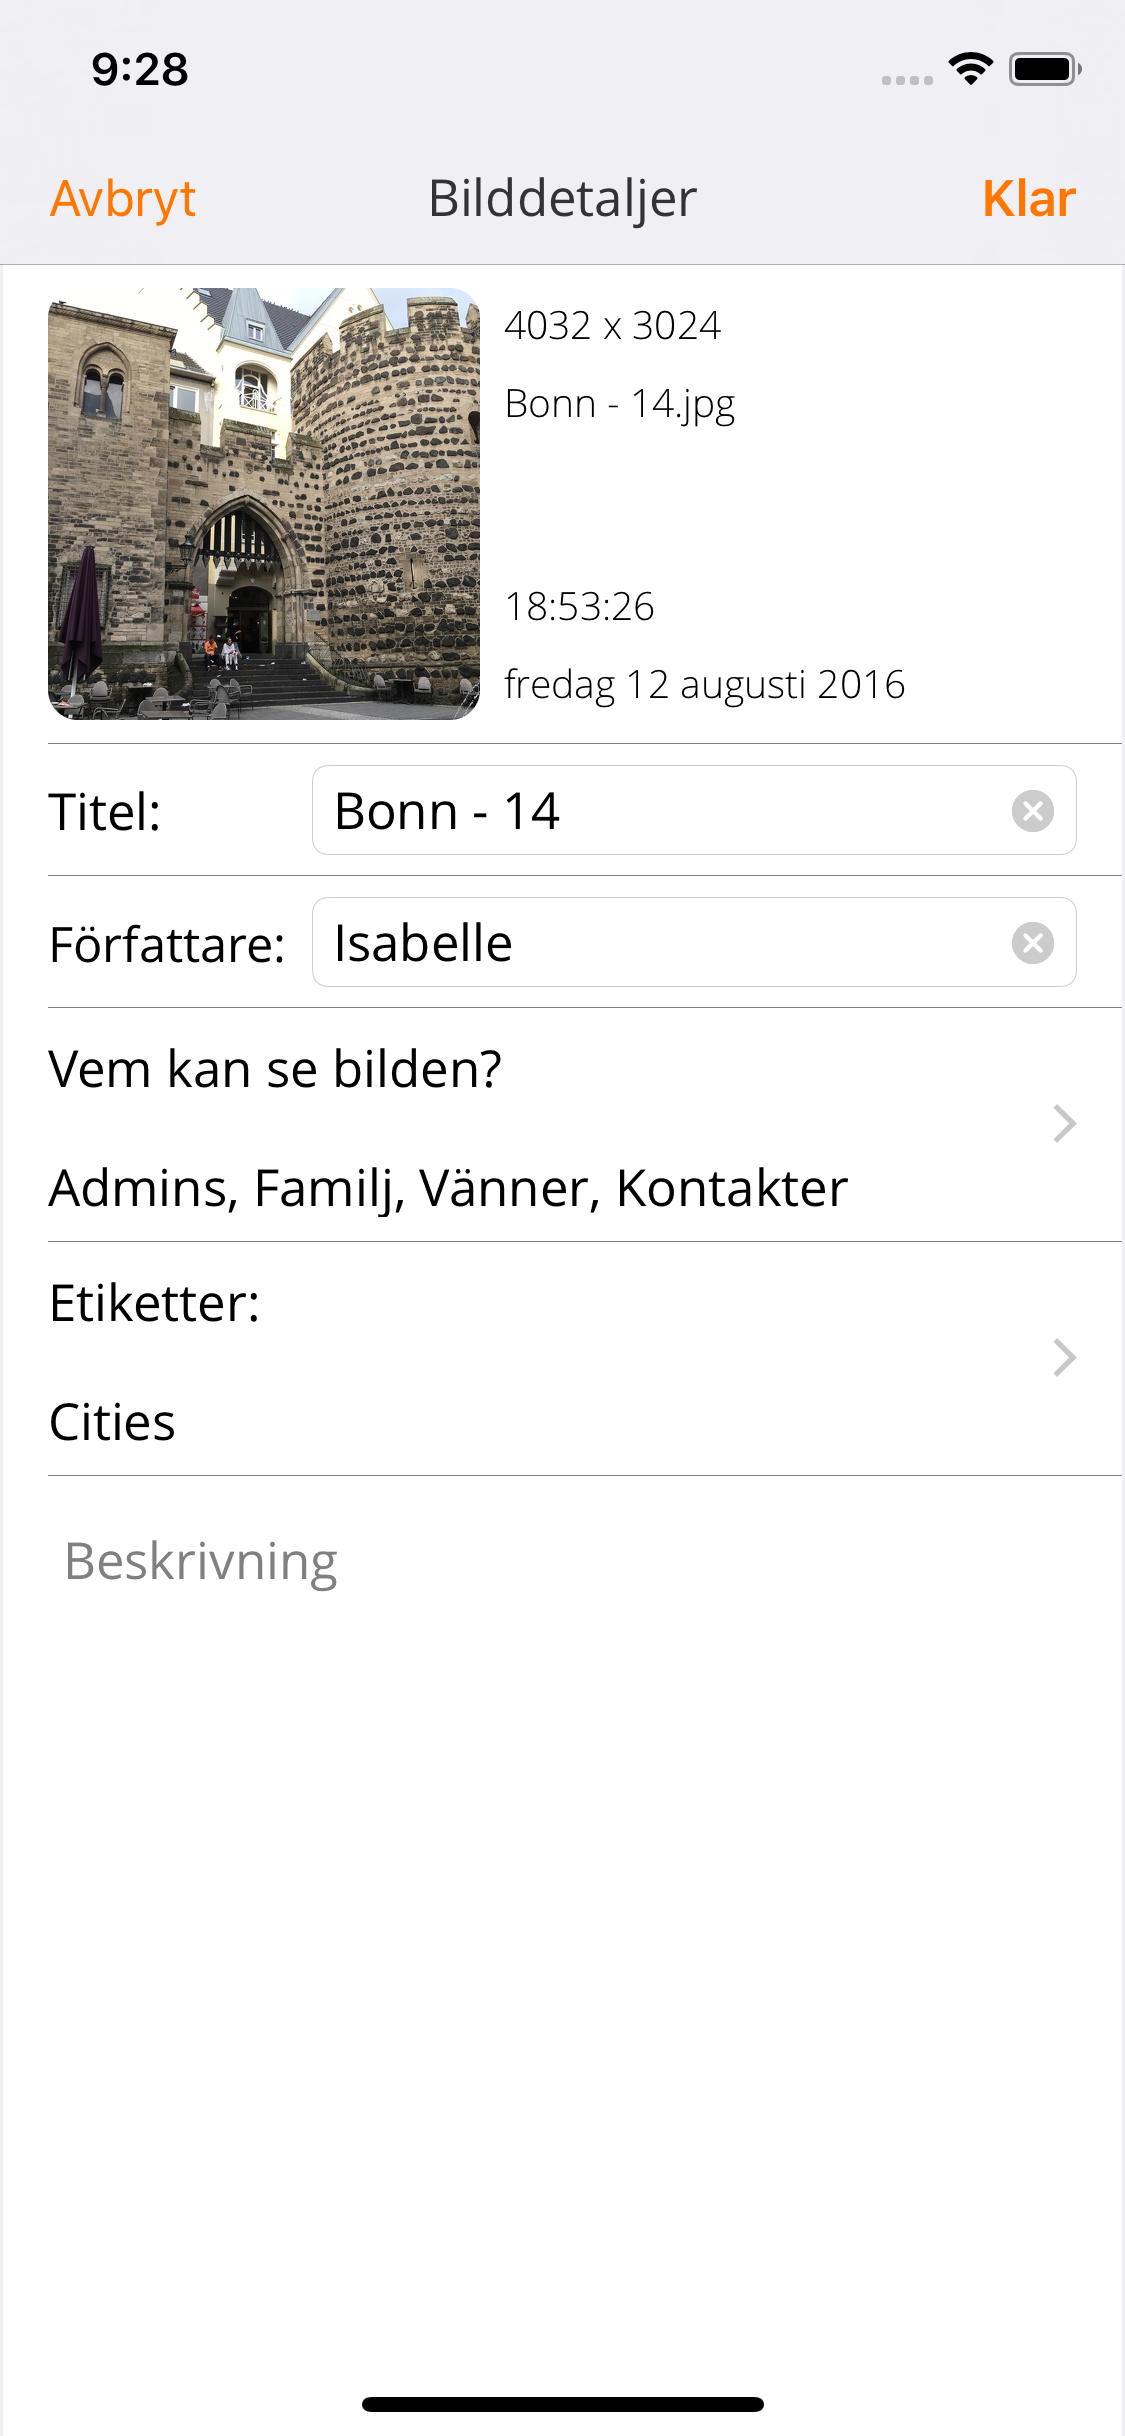 9:28
Avbryt Bilddetaljer Klar
4032 x 3024
Bonn - 14.jpg
18:53:26
fredag 12 augusti 2016
Titel: Bonn - 14
Författare: Isabelle
Vem kan se bilden?
Admins, Familj, Vänner, Kontakter
Etiketter:
Cities
Beskrivning